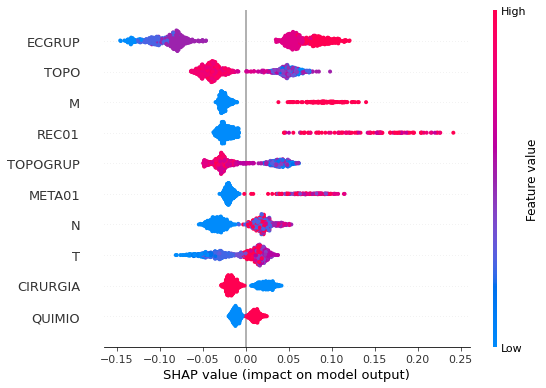 High
ECGRUP
TOPO
M
REC01
TOPOGRUP
META01
N
T
CIRURGIA
QUIMIO
Feature value
Low
−0.15 −0.10 −0.05 0.00 0.05 0.10 0.15 0.20 0.25
SHAP value (impact on model output)